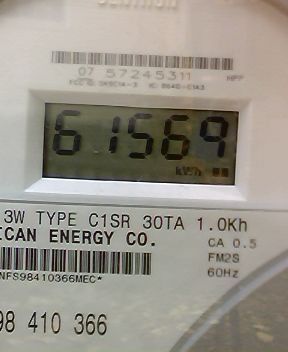 07 57245311
61569
kWh
3W TYPE C1SR 30TA 1.0Kh
ICAN ENERGY CO.
CA 0.5
FM2S
60Hz
NFS98410366MEC*
98 410 366